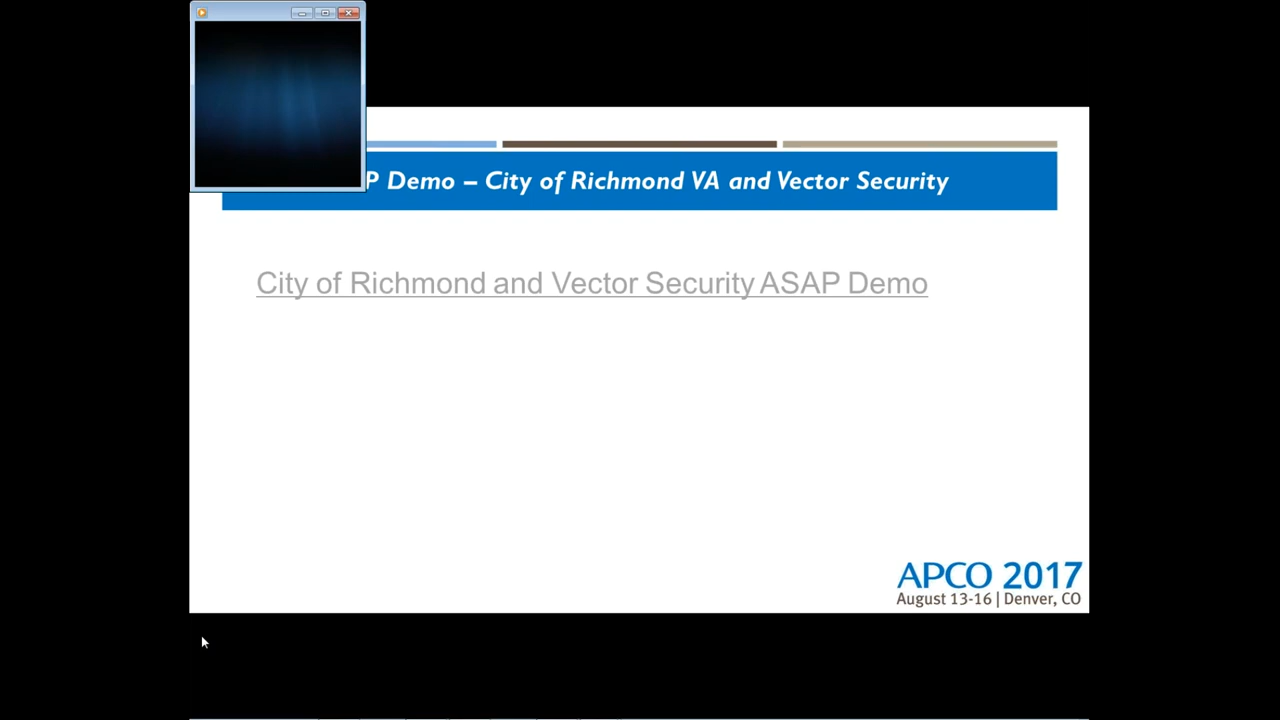 P Demo – City of Richmond VA and Vector Security
City of Richmond and Vector Security ASAP Demo
APCO 2017
August 13-16 | Denver, CO